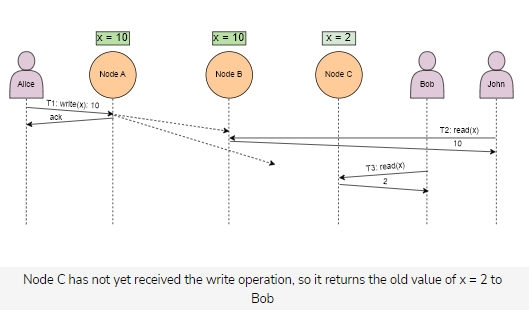 x = 10
x = 10
x = 2
Node A
Node B
Node C
Alice
Bob
John
T1: write(x): 10
ack
T2: read(x)
10
T3: read(x)
2
Node C has not yet received the write operation, so it returns the old value of x = 2 to
Bob